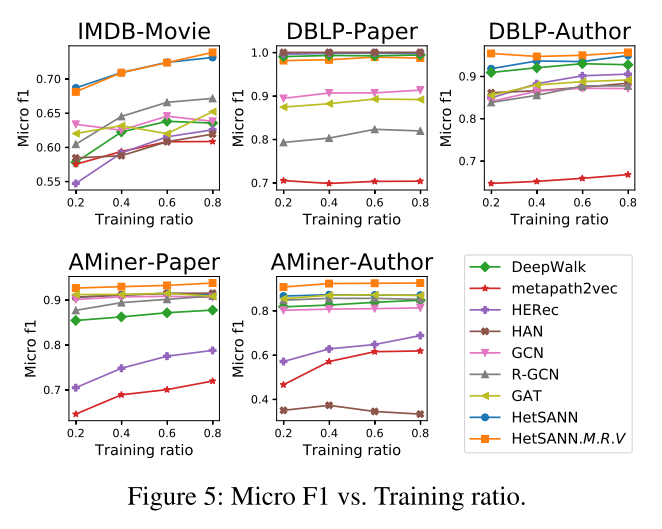 IMDB-Movie
DBLP-Paper
DBLP-Author
Micro f1
0.70
0.65
0.60
0.55
0.2 0.4 0.6 0.8
Training ratio
Micro f1
1.0
0.9
0.8
0.7
0.2 0.4 0.6 0.8
Training ratio
Micro f1
0.9
0.8
0.7
0.2 0.4 0.6 0.8
Training ratio
AMiner-Paper
AMiner-Author
Micro f1
0.9
0.8
0.7
0.2 0.4 0.6 0.8
Training ratio
Micro f1
0.8
0.6
0.4
0.2 0.4 0.6 0.8
Training ratio
DeepWalk
metapath2vec
HERec
HAN
GCN
R-GCN
GAT
HetSANN
HetSANN.M.R.V
Figure 5: Micro F1 vs. Training ratio.